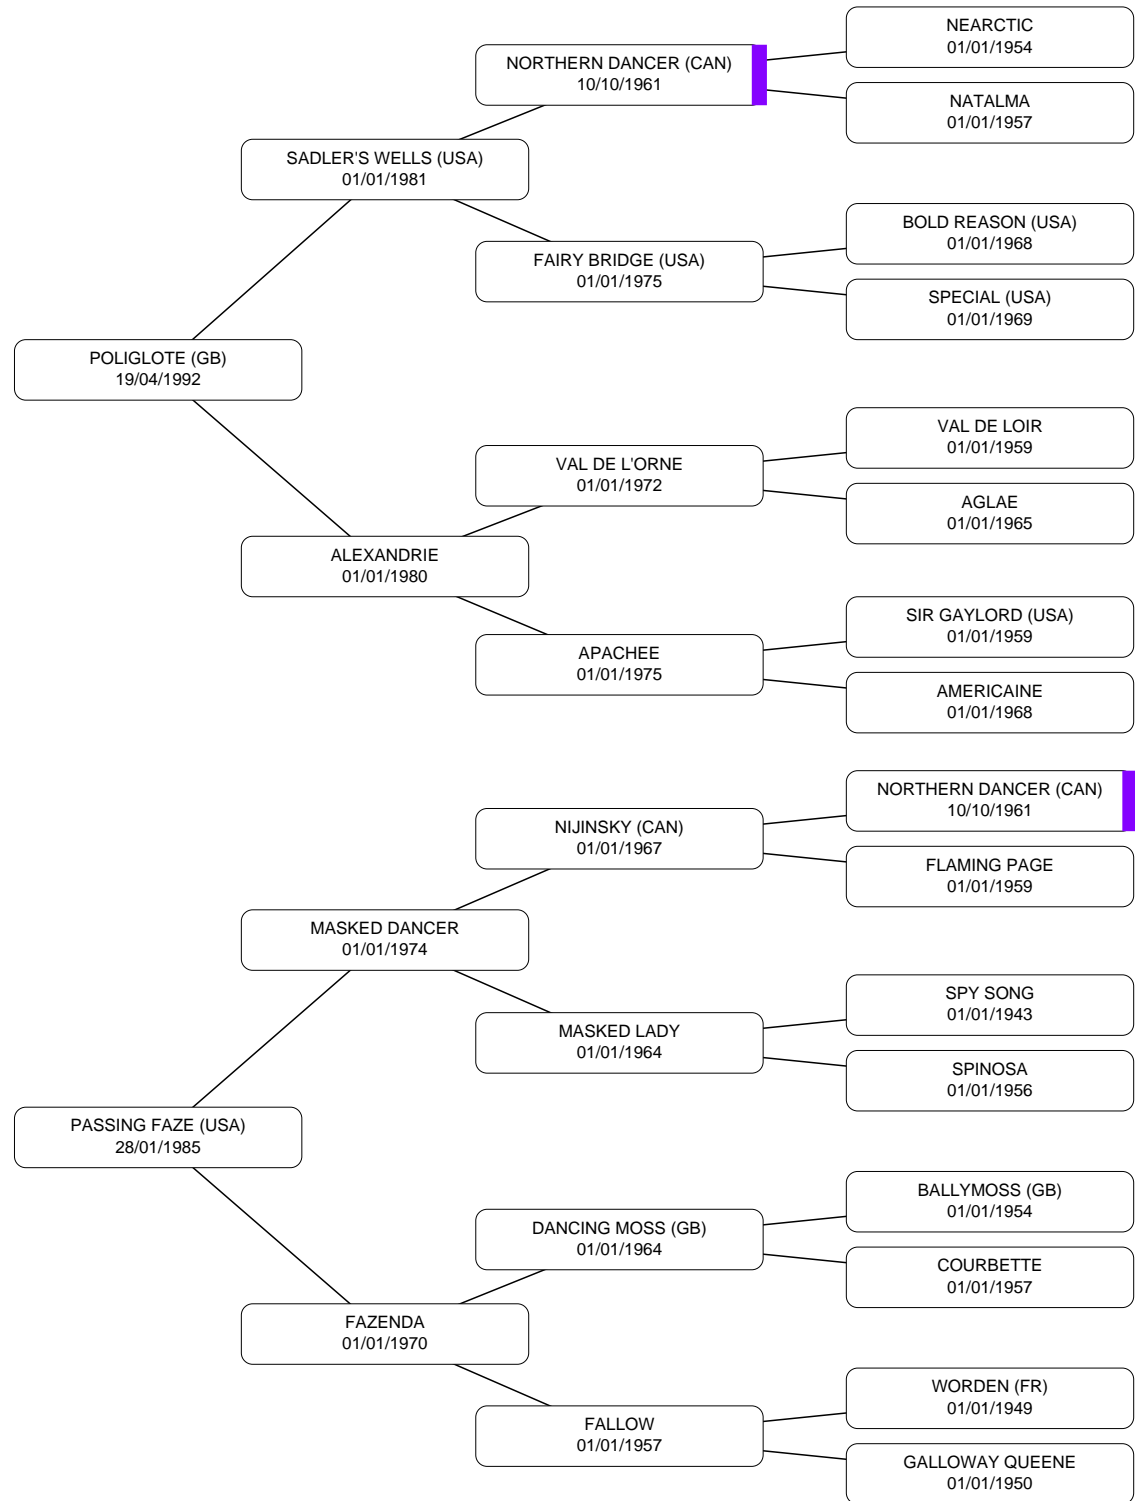 NEARCTIC
01/01/1954
NORTHERN DANCER (CAN)
10/10/1961
NATALMA
01/01/1957
SADLER'S WELLS (USA)
01/01/1981
BOLD REASON (USA)
01/01/1968
FAIRY BRIDGE (USA)
01/01/1975
SPECIAL (USA)
01/01/1969
POLIGLOTE (GB)
19/04/1992
VAL DE LOIR
01/01/1959
VAL DE L'ORNE
01/01/1972
AGLAE
01/01/1965
ALEXANDRIE
01/01/1980
SIR GAYLORD (USA)
01/01/1959
APACHEE
01/01/1975
AMERICAINE
01/01/1968
NORTHERN DANCER (CAN)
10/10/1961
NIJINSKY (CAN)
01/01/1967
FLAMING PAGE
01/01/1959
MASKED DANCER
01/01/1974
SPY SONG
01/01/1943
MASKED LADY
01/01/1964
SPINOSA
01/01/1956
PASSING FAZE (USA)
28/01/1985
BALLYMOSS (GB)
01/01/1954
DANCING MOSS (GB)
01/01/1964
COURBETTE
01/01/1957
FAZENDA
01/01/1970
WORDEN (FR)
01/01/1949
FALLOW
01/01/1957
GALLOWAY QUEENE
01/01/1950